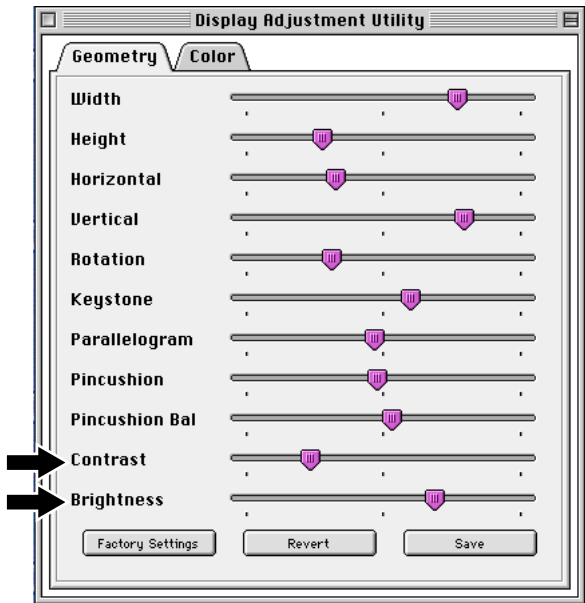 Display Adjustment Utility
Geometry Color
Width
Height
Horizontal
Vertical
Rotation
Keystone
Parallelogram
Pincushion
Pincushion Bal
Contrast
Brightness
Factory Settings Revert Save